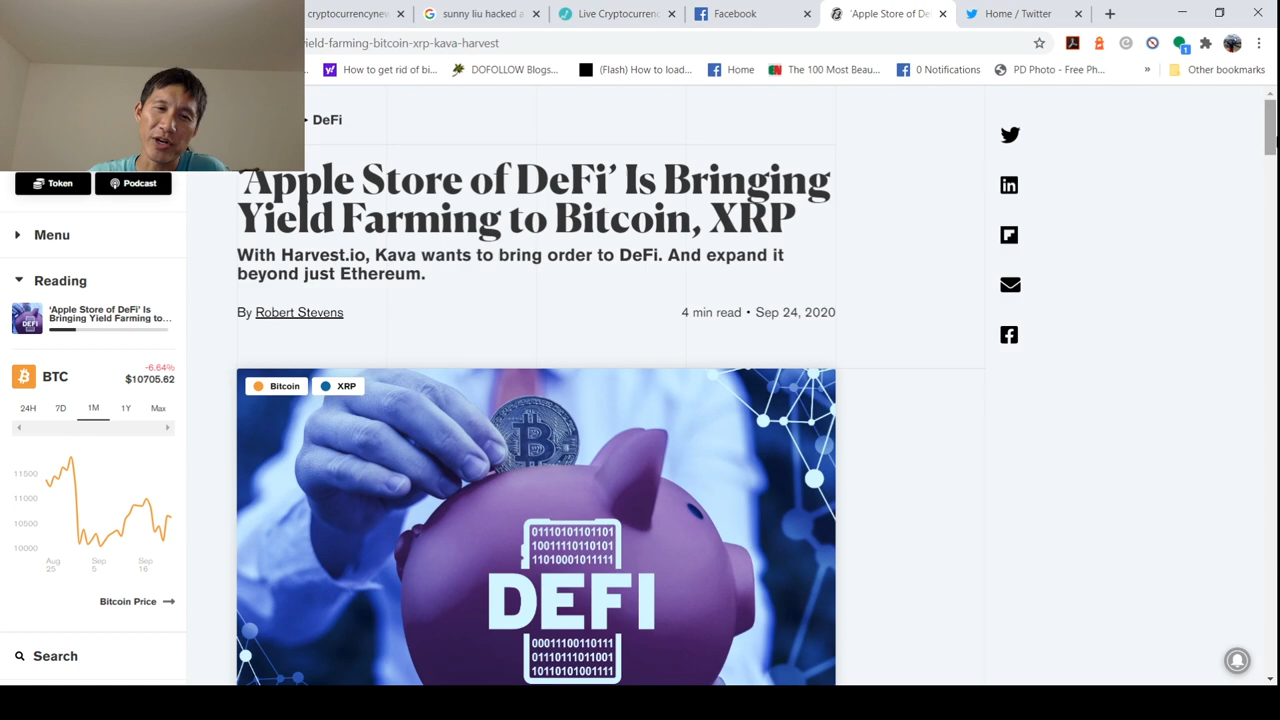 cryptocurrencynew
sunny liu hacked a
Live Cryptocurrenc
Facebook
'Apple Store of De
Home / Twitter
ield-farming-bitcoin-xrp-kava-harvest
1
How to get rid of bi...
DOFOLLOW Blogs...
(Flash) How to load...
Home
The 100 Most Beau...
0 Notifications
PD Photo - Free Ph...
»
Other bookmarks
DeFi
Token
Podcast
'Apple Store of DeFi' Is Bringing
Yield Farming to Bitcoin, XRP
With Harvest.io, Kava wants to bring order to DeFi. And expand it
beyond just Ethereum.
By Robert Stevens
4 min read • Sep 24, 2020
Menu
Reading
'Apple Store of DeFi' Is
Bringing Yield Farming to...
BTC
-6.64%
$10705.62
24H 7D 1M 1Y Max
11500
11000
10500
10000
Aug
25
Sep
5
Sep
16
Bitcoin Price
Search
Bitcoin
XRP
01110101101101
10011110110101
11010001011111
DEFI
00011100110111
01110111011001
10110101001111